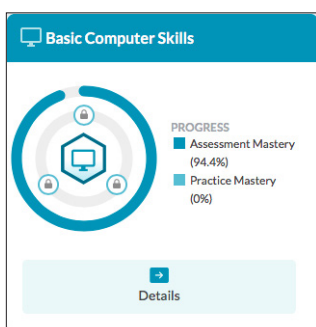 Basic Computer Skills
PROGRESS
Assessment Mastery
(94.4%)
Practice Mastery
(0%)
Details